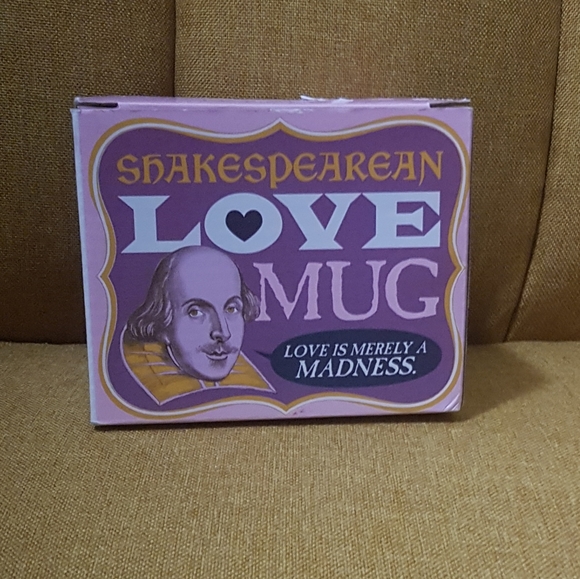 SHAKESPEAREAN
LOVE
MUG
LOVE IS MERELY A
MADNESS.